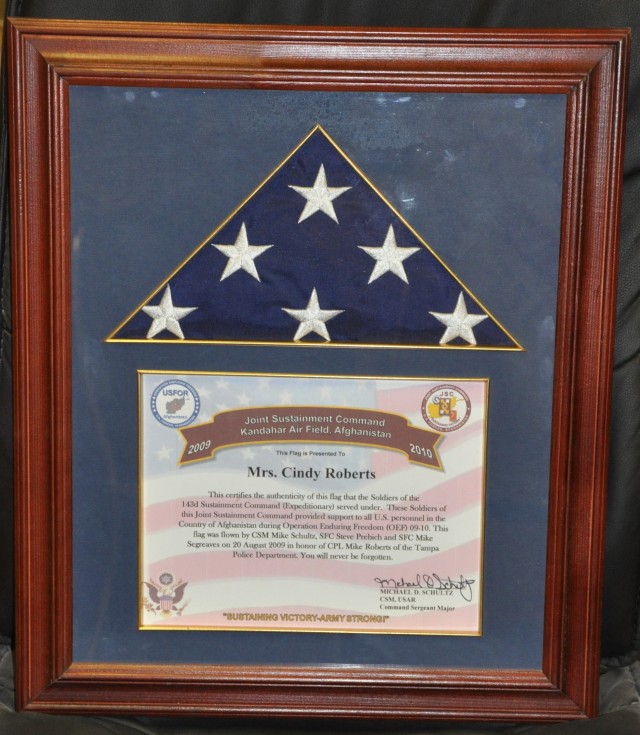 USFOR
Afghanistan
JSC
Joint Sustainment Command
Kandahar Air Field, Afghanistan
2009
2010
This Flag is Presented To
Mrs. Cindy Roberts
This certifies the authenticity of this flag that the Soldiers of the
143d Sustainment Command (Expeditionary) served under. These Soldiers of
this Joint Sustainment Command provided support to all U.S. personnel in the
Country of Afghanistan during Operation Enduring Freedom (OEF) 09-10. This
flag was flown by CSM Mike Schultz, SFC Steve Prebich and SFC Mike
Segreaves on 20 August 2009 in honor of CPL Mike Roberts of the Tampa
Police Department. You will never be forgotten.
Michael D. Schultz
MICHAEL D. SCHULTZ
CSM, USAR
Command Sergeant Major
"SUSTAINING VICTORY-ARMY STRONG!"